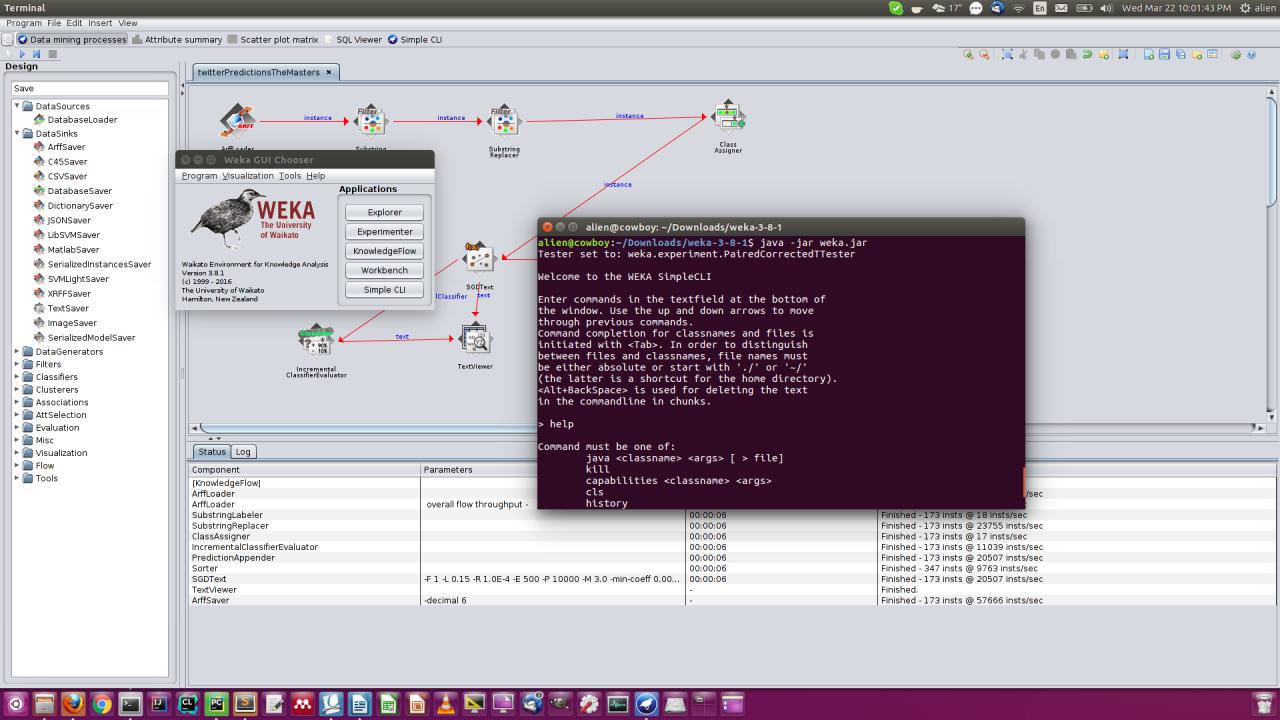 Terminal
17°
En
Wed Mar 22 10:01:43 PM
alien
Program File Edit Insert View
Data mining processes Attribute summary Scatter plot matrix SQL Viewer Simple CLI
Design
twitterPredictionsTheMasters
Save
DataSources
DatabaseLoader
DataSinks
ArffSaver
C45Saver
CSVSaver
DatabaseSaver
DictionarySaver
JSONSaver
LibSVMSaver
MatlabSaver
SerializedInstancesSaver
SVMLightSaver
XRFFSaver
TextSaver
ImageSaver
SerializedModelSaver
DataGenerators
Filters
Classifiers
Clusterers
Associations
AttSelection
Evaluation
Misc
Visualization
Flow
Tools
Filter
Filter
ARFF
instance
instance
instance
instance
ArffLoader
Substring
Substring
Replacer
Class
Assigner
SGDText
text
lClassifier
text
Incremental
ClassifierEvaluator
TextViewer
Weka GUI Chooser
Program Visualization Tools Help
WEKA
The University
of Waikato
Waikato Environment for Knowledge Analysis
Version 3.8.1
(c) 1999 - 2016
The University of Waikato
Hamilton, New Zealand
Applications
Explorer
Experimenter
KnowledgeFlow
Workbench
Simple CLI
alien@cowboy: ~/Downloads/weka-3-8-1
alien@cowboy:~/Downloads/weka-3-8-1$ java -jar weka.jar
Tester set to: weka.experiment.PairedCorrectedTTester
Welcome to the WEKA SimpleCLI
Enter commands in the textfield at the bottom of
the window. Use the up and down arrows to move
through previous commands.
Command completion for classnames and files is
initiated with <Tab>. In order to distinguish
between files and classnames, file names must
be either absolute or start with './' or '~/'
(the latter is a shortcut for the home directory).
<Alt+BackSpace> is used for deleting the text
in the commandline in chunks.
> help
Command must be one of:
java <classname> <args> [ > file]
kill
capabilities <classname> <args>
cls
history
Status Log
Component Parameters
[KnowledgeFlow]
ArffLoader
ArffLoader overall flow throughput -
SubstringLabeler 00:00:06 Finished - 173 insts @ 18 insts/sec
SubstringReplacer 00:00:06 Finished - 173 insts @ 23755 insts/sec
ClassAssigner 00:00:06 Finished - 173 insts @ 17 insts/sec
IncrementalClassifierEvaluator 00:00:06 Finished - 173 insts @ 11039 insts/sec
PredictionAppender 00:00:06 Finished - 173 insts @ 20507 insts/sec
Sorter 00:00:06 Finished - 347 insts @ 9763 insts/sec
SGDText -F 1 -L 0.15 -R 1.0E-4 -E 500 -P 10000 -M 3.0 -min-coeff 0.00... 00:00:06 Finished - 173 insts @ 20507 insts/sec
TextViewer - Finished.
ArffSaver -decimal 6 - Finished - 173 insts @ 57666 insts/sec